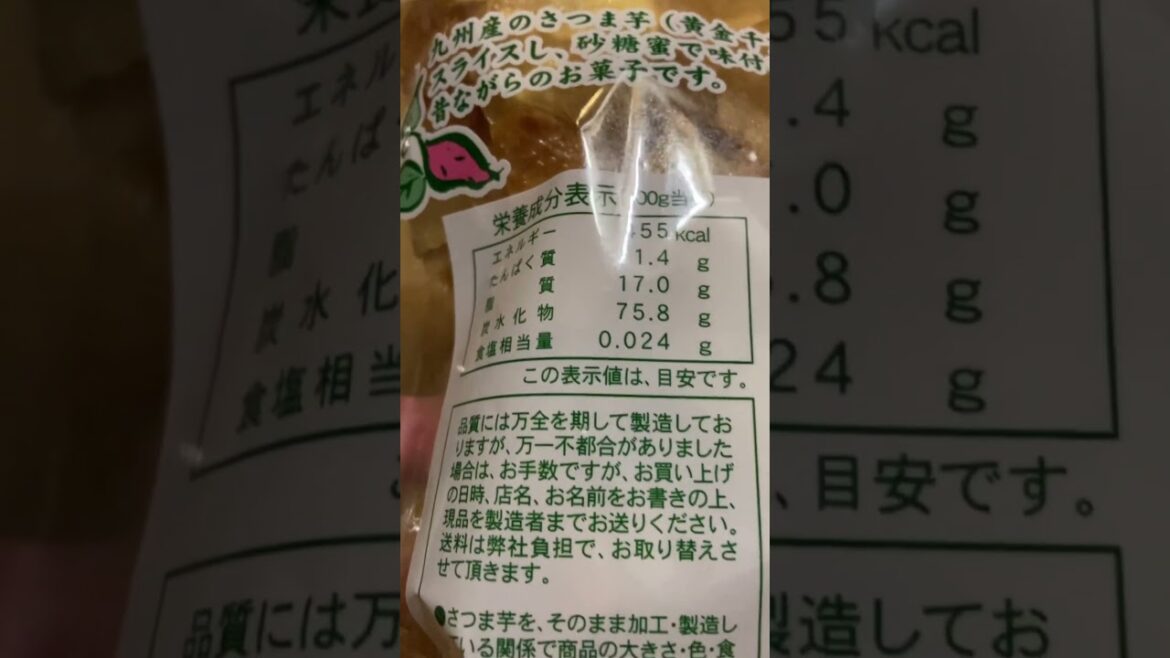 九州産のさつま芋（黄金千
スライスし、砂糖蜜で味付
昔ながらのお菓子です。
栄養成分表示 00g当
エネルギー 455kcal
たんぱく質 1.4 g
脂質 17.0 g
炭水化物 75.8 g
食塩相当量 0.024 g
この表示値は、目安です。
品質には万全を期して製造してお
りますが、万一不都合がありました
場合は、お手数ですが、お買い上げ
の日時、店名、お名前をお書きの上、
現品を製造者までお送りください。
送料は弊社負担で、お取り替えさ
せて頂きます。
●さつま芋を、そのまま加工・製造し
ている関係で商品の大きさ・色・食